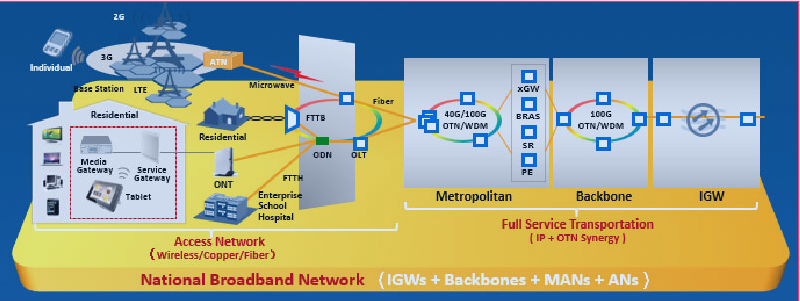 2.G
3G
ATN
Individual
Base Station
LTE
Microwave
Residential
FTTB
Fiber
Residential
Media
Gateway
Service
Gateway
Tablet
ONT
ODN
OLT
FTTH
Enterprise
School
Hospital
40G/100G
OTN/WDM
xGW
BRAS
SR
PE
100G
OTN/WDM
Metropolitan
Backbone
IGW
Access Network
(Wireless/Copper/Fiber)
Full Service Transportation
( IP + OTN Synergy )
National Broadband Network (IGWs + Backbones + MANs + ANs)